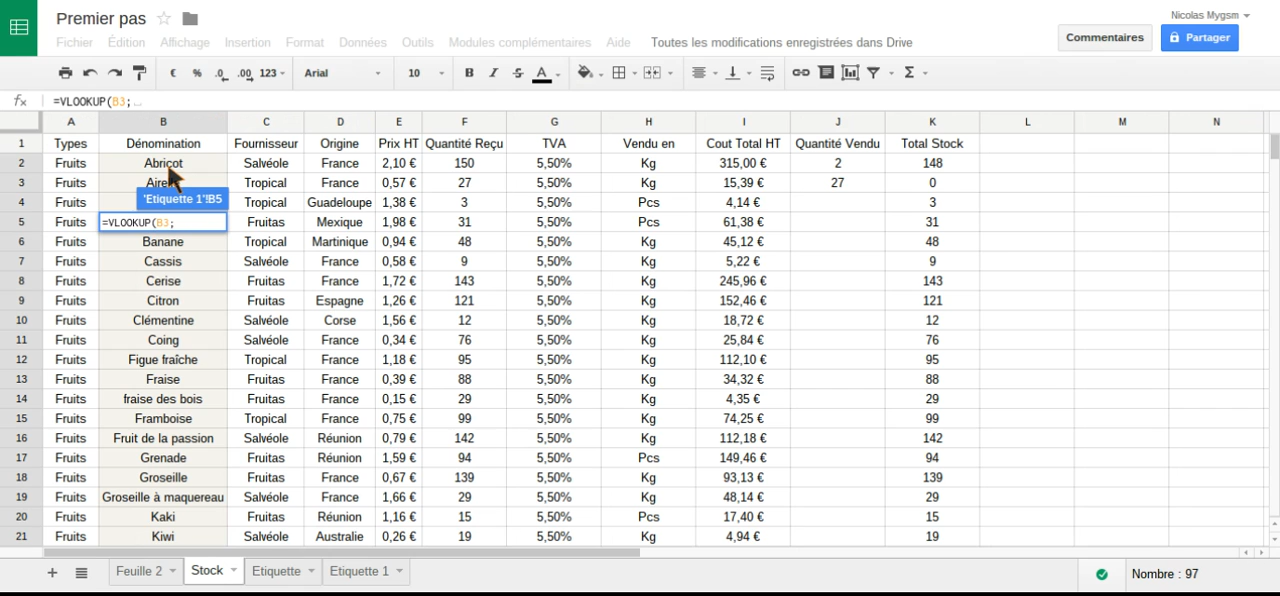 Premier pas
Nicolas Mygsm
Fichier Édition Affichage Insertion Format Données Outils Modules complémentaires Aide Toutes les modifications enregistrées dans Drive
Commentaires Partager
€ % .0 .00 123 Arial 10 B I S A Σ
fx =VLOOKUP(B3;
A B C D E F G H I J K L M N
1 Types Dénomination Fournisseur Origine Prix HT Quantité Reçu TVA Vendu en Cout Total HT Quantité Vendu Total Stock
2 Fruits Abricot Salvéole France 2,10 € 150 5,50% Kg 315,00 € 2 148
3 Fruits Tropical France 0,57 € 27 5,50% Kg 15,39 € 27 0
'Etiquette 1'!B5
4 Fruits Tropical Guadeloupe 1,38 € 3 5,50% Pcs 4,14 € 3
5 Fruits =VLOOKUP(B3; Fruitas Mexique 1,98 € 31 5,50% Pcs 61,38 € 31
6 Fruits Banane Tropical Martinique 0,94 € 48 5,50% Kg 45,12 € 48
7 Fruits Cassis Salvéole France 0,58 € 9 5,50% Kg 5,22 € 9
8 Fruits Cerise Fruitas France 1,72 € 143 5,50% Kg 245,96 € 143
9 Fruits Citron Fruitas Espagne 1,26 € 121 5,50% Kg 152,46 € 121
10 Fruits Clémentine Salvéole Corse 1,56 € 12 5,50% Kg 18,72 € 12
11 Fruits Coing Salvéole France 0,34 € 76 5,50% Kg 25,84 € 76
12 Fruits Figue fraîche Tropical France 1,18 € 95 5,50% Kg 112,10 € 95
13 Fruits Fraise Fruitas France 0,39 € 88 5,50% Kg 34,32 € 88
14 Fruits fraise des bois Fruitas France 0,15 € 29 5,50% Kg 4,35 € 29
15 Fruits Framboise Tropical France 0,75 € 99 5,50% Kg 74,25 € 99
16 Fruits Fruit de la passion Salvéole Réunion 0,79 € 142 5,50% Kg 112,18 € 142
17 Fruits Grenade Fruitas Réunion 1,59 € 94 5,50% Pcs 149,46 € 94
18 Fruits Groseille Fruitas France 0,67 € 139 5,50% Kg 93,13 € 139
19 Fruits Groseille à maquereau Salvéole France 1,66 € 29 5,50% Kg 48,14 € 29
20 Fruits Kaki Fruitas Réunion 1,16 € 15 5,50% Pcs 17,40 € 15
21 Fruits Kiwi Salvéole Australie 0,26 € 19 5,50% Kg 4,94 € 19
+ Feuille 2 Stock Etiquette Etiquette 1 Nombre : 97